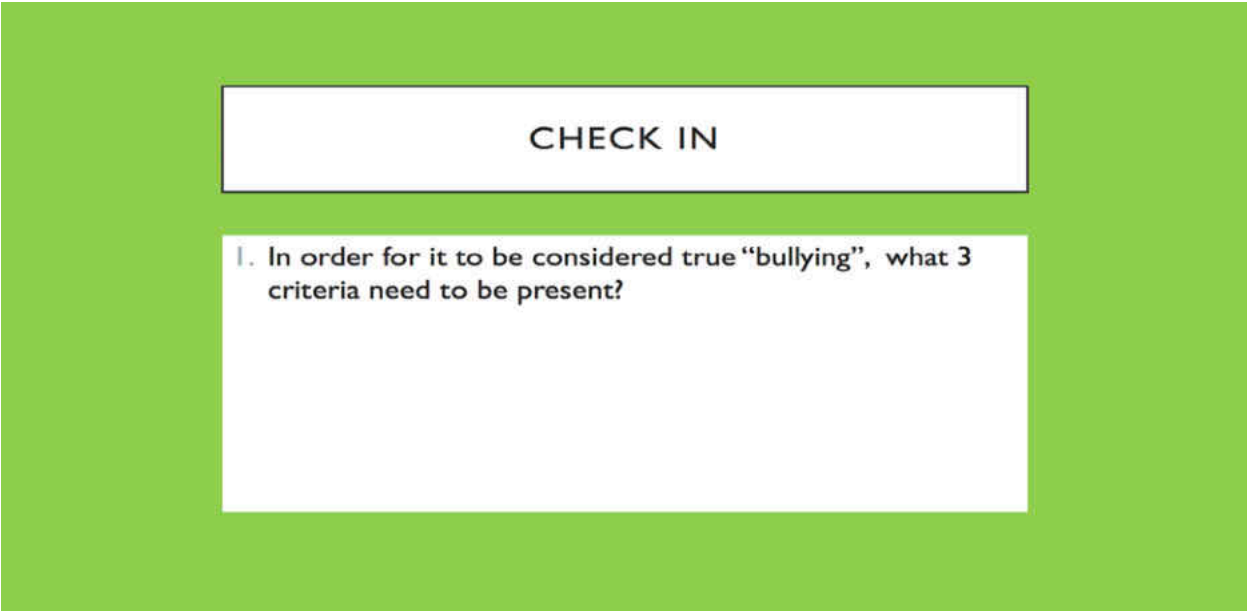 CHECK IN
1. In order for it to be considered true “bullying”, what 3
criteria need to be present?